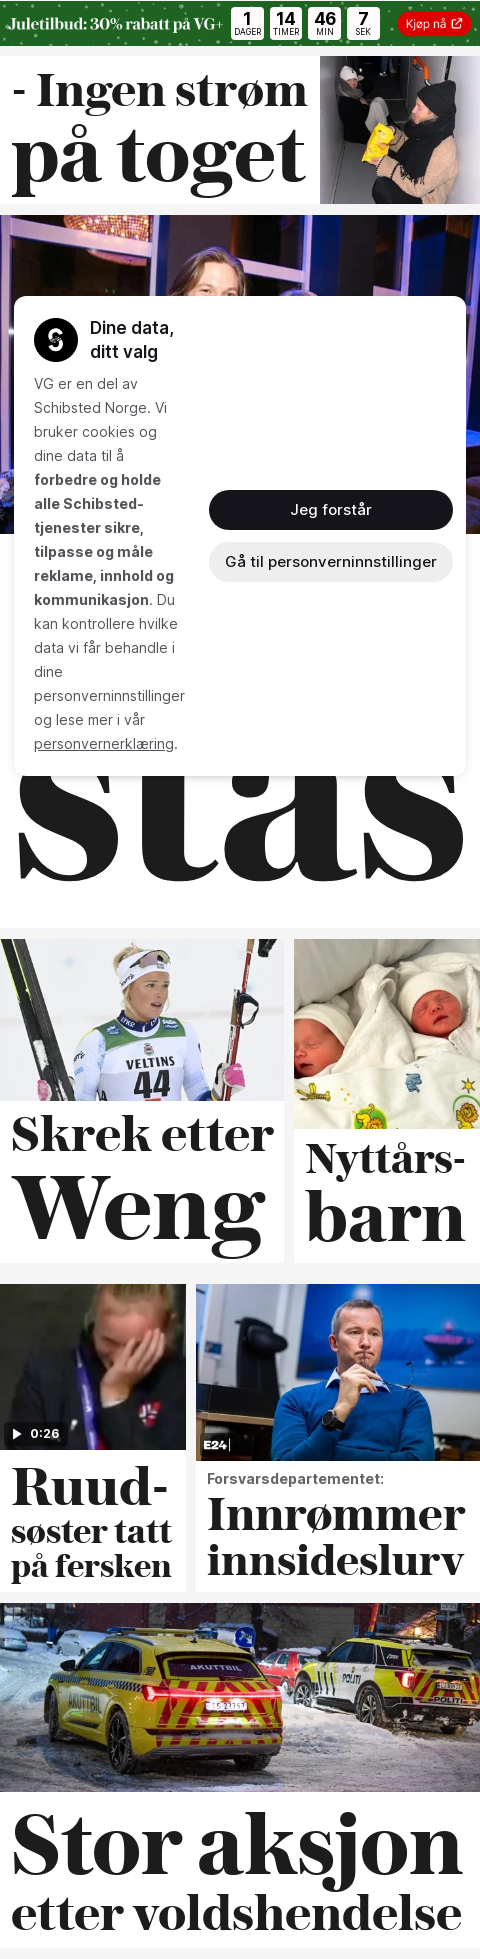 Juletilbud: 30% rabatt på VG+
1 14 46 7
DAGER TIMER MIN SEK
Kjøp nå
- Ingen strøm
på toget
Dine data,
ditt valg
VG er en del av
Schibsted Norge. Vi
bruker cookies og
dine data til å
forbedre og holde
alle Schibsted-
tjenester sikre,
tilpasse og måle
reklame, innhold og
kommunikasjon. Du
kan kontrollere hvilke
data vi får behandle i
dine
personverninnstillinger
og lese mer i vår
personvernerklæring.
Jeg forstår
Gå til personverninnstillinger
stas
VELTINS
44
Skrek etter
Weng
Nyttårs-
barn
0:26
Ruud-
søster tatt
på fersken
E24
Forsvarsdepartementet:
Innrømmer
innsideslurv
AKUTTBIL
AKUTTBIL
POLITI
POLITI
Stor aksjon
etter voldshendelse